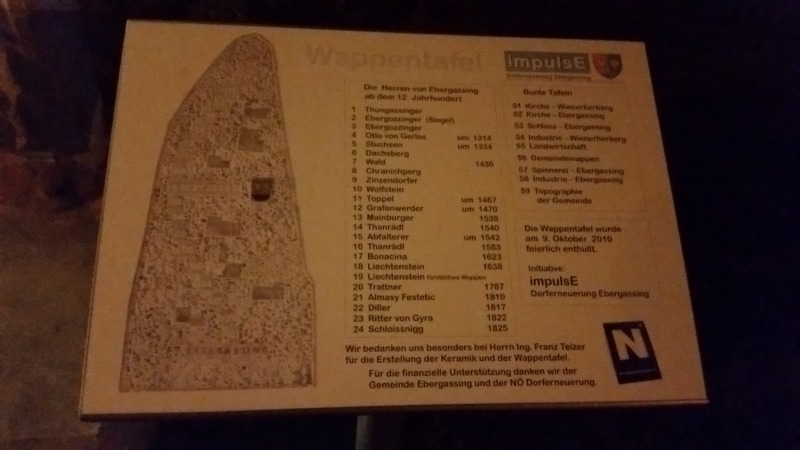 Wappentafel
impulsE
Dorferneuerung Ebergassing
Die Herren von Ebergassing
ab dem 12. Jahrhundert
1 Thungassinger
2 Ebergozzinger (Siegel)
3 Ebergozzinger
4 Otto von Gerlos um 1314
5 Stuchsen um 1334
6 Dachsberg
7 Wald 1430
8 Chranichperg
9 Zinzendorfer
10 Wolfstein
11 Toppel um 1467
12 Grafenwerder um 1470
13 Mainburger 1538
14 Thanrädl 1540
15 Abfalterer um 1542
16 Thanrädl 1583
17 Bonacina 1623
18 Liechtenstein 1638
19 Liechtenstein fürstliches Wappen
20 Trattner 1787
21 Almasy Festetic 1810
22 Diller 1817
23 Ritter von Gyra 1822
24 Schloissnigg 1825
Bunte Tafeln
51 Kirche - Wienerherberg
52 Kirche - Ebergassing
53 Schloss - Ebergassing
54 Industrie - Wienerherberg
55 Landwirtschaft
56 Gemeindewappen
57 Spinnerei - Ebergassing
58 Industrie - Ebergassing
59 Topographie
der Gemeinde
Die Wappentafel wurde
am 9. Oktober 2010
feierlich enthüllt.
Initiative:
impulsE
Dorferneuerung Ebergassing
Wir bedanken uns besonders bei Herrn Ing. Franz Teizer
für die Erstellung der Keramik und der Wappentafel.
Für die finanzielle Unterstützung danken wir der
Gemeinde Ebergassing und der NÖ Dorferneuerung.
N